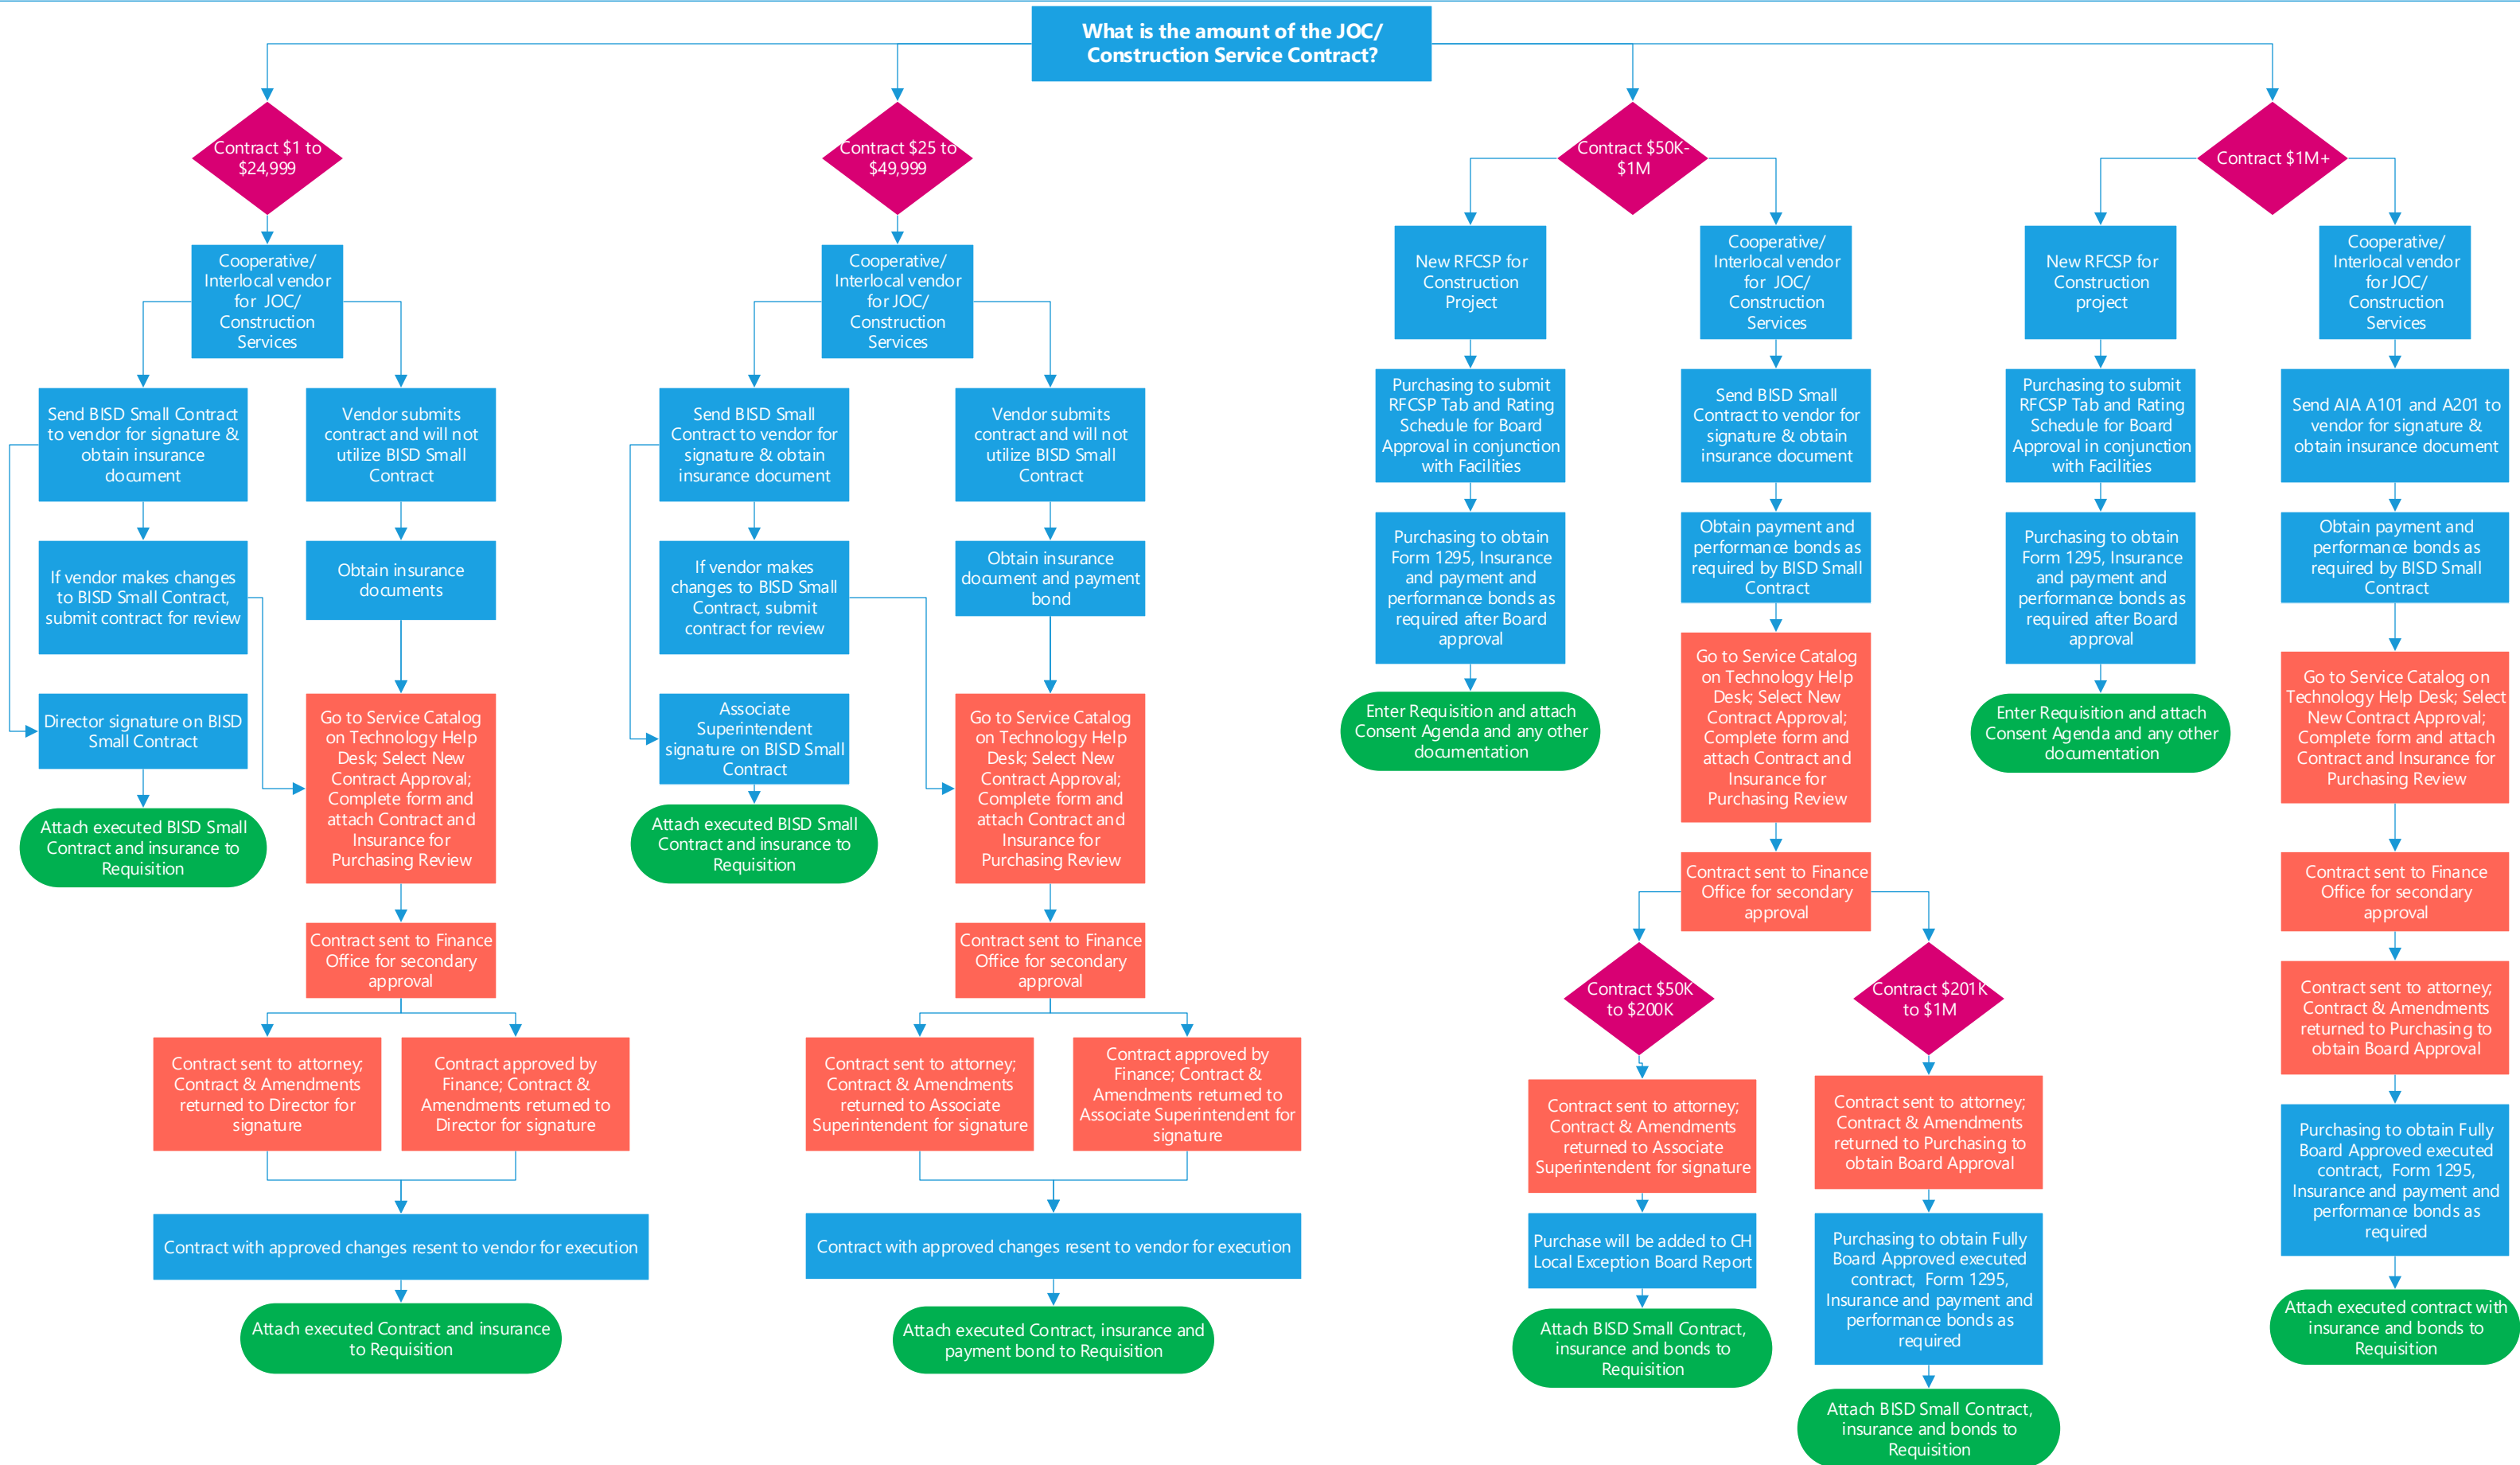 What is the amount of the JOC/
Construction Service Contract?
Contract $1 to
$24,999
Cooperative/
Interlocal vendor
for JOC/
Construction
Services
Send BISD Small Contract
to vendor for signature &
obtain insurance
document
Vendor submits
contract and will not
utilize BISD Small
Contract
If vendor makes changes
to BISD Small Contract,
submit contract for review
Obtain insurance
documents
Director signature on BISD
Small Contract
Attach executed BISD Small
Contract and insurance to
Requisition
Go to Service Catalog
on Technology Help
Desk; Select New
Contract Approval;
Complete form and
attach Contract and
Insurance for
Purchasing Review
Contract sent to Finance
Office for secondary
approval
Contract sent to attorney;
Contract & Amendments
returned to Director for
signature
Contract approved by
Finance; Contract &
Amendments returned to
Director for signature
Contract with approved changes resent to vendor for execution
Attach executed Contract and insurance
to Requisition
Contract $25 to
$49,999
Cooperative/
Interlocal vendor
for JOC/
Construction
Services
Send BISD Small
Contract to vendor for
signature & obtain
insurance document
Vendor submits
contract and will not
utilize BISD Small
Contract
If vendor makes
changes to BISD Small
Contract, submit
contract for review
Obtain insurance
document and payment
bond
Associate
Superintendent
signature on BISD Small
Contract
Attach executed BISD Small
Contract and insurance to
Requisition
Go to Service Catalog
on Technology Help
Desk; Select New
Contract Approval;
Complete form and
attach Contract and
Insurance for
Purchasing Review
Contract sent to Finance
Office for secondary
approval
Contract sent to attorney;
Contract & Amendments
returned to Associate
Superintendent for signature
Contract approved by
Finance; Contract &
Amendments returned to
Associate Superintendent for
signature
Contract with approved changes resent to vendor for execution
Attach executed Contract, insurance and
payment bond to Requisition
Contract $50K-
$1M
New RFCSP for
Construction
Project
Purchasing to submit
RFCSP Tab and Rating
Schedule for Board
Approval in conjunction
with Facilities
Purchasing to obtain
Form 1295, Insurance
and payment and
performance bonds as
required after Board
approval
Enter Requisition and attach
Consent Agenda and any other
documentation
Cooperative/
Interlocal vendor
for JOC/
Construction
Services
Send BISD Small
Contract to vendor for
signature & obtain
insurance document
Obtain payment and
performance bonds as
required by BISD Small
Contract
Go to Service Catalog
on Technology Help
Desk; Select New
Contract Approval;
Complete form and
attach Contract and
Insurance for
Purchasing Review
Contract sent to Finance
Office for secondary
approval
Contract $50K
to $200K
Contract sent to attorney;
Contract & Amendments
returned to Associate
Superintendent for signature
Purchase will be added to CH
Local Exception Board Report
Attach BISD Small Contract,
insurance and bonds to
Requisition
Contract $201K
to $1M
Contract sent to attorney;
Contract & Amendments
returned to Purchasing to
obtain Board Approval
Purchasing to obtain Fully
Board Approved executed
contract, Form 1295,
Insurance and payment and
performance bonds as
required
Attach BISD Small Contract,
insurance and bonds to
Requisition
Contract $1M+
New RFCSP for
Construction
project
Purchasing to submit
RFCSP Tab and Rating
Schedule for Board
Approval in conjunction
with Facilities
Purchasing to obtain
Form 1295, Insurance
and payment and
performance bonds as
required after Board
approval
Enter Requisition and attach
Consent Agenda and any other
documentation
Cooperative/
Interlocal vendor
for JOC/
Construction
Services
Send AIA A101 and A201 to
vendor for signature &
obtain insurance document
Obtain payment and
performance bonds as
required by BISD Small
Contract
Go to Service Catalog on
Technology Help Desk; Select
New Contract Approval;
Complete form and attach
Contract and Insurance for
Purchasing Review
Contract sent to Finance
Office for secondary
approval
Contract sent to attorney;
Contract & Amendments
returned to Purchasing to
obtain Board Approval
Purchasing to obtain Fully
Board Approved executed
contract, Form 1295,
Insurance and payment and
performance bonds as
required
Attach executed contract with
insurance and bonds to
Requisition